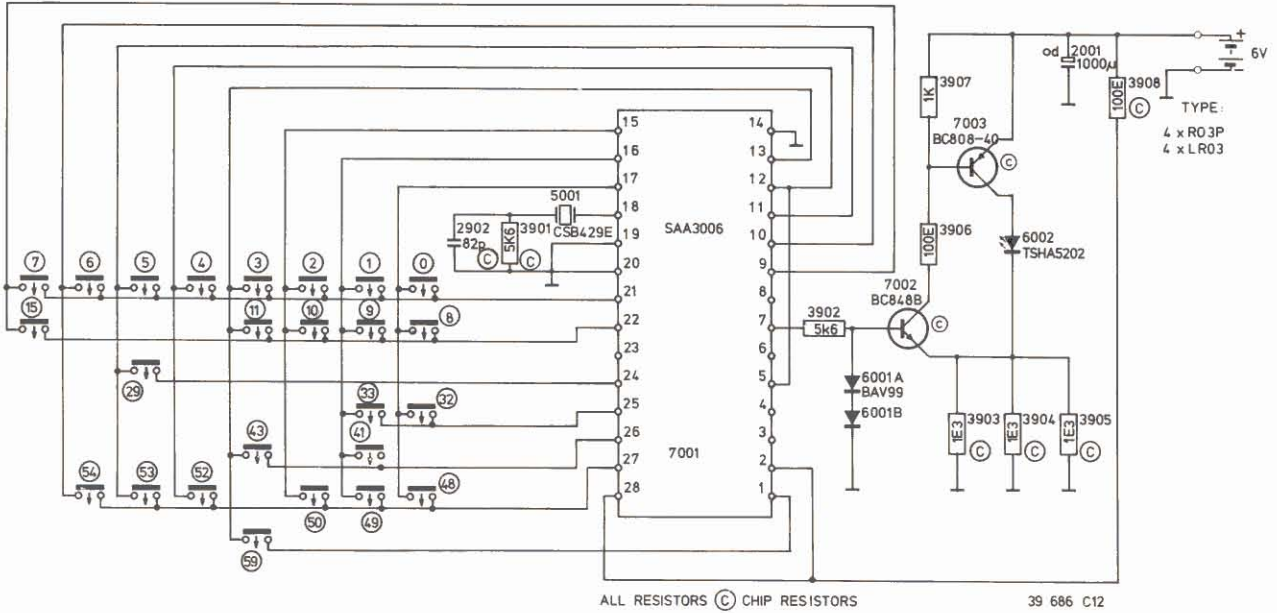 od 2001
1000µ
+
-
6V
3907
1K
3908
100E
C
TYPE:
4 x R03P
4 x LR03
7003
BC808-40
C
15
16
17
18
19
20
21
22
23
24
25
26
27
28
14
13
12
11
10
9
8
7
6
5
4
3
2
1
SAA3006
7001
5001
CSB429E
2902
82p
C
3901
5K6
C
3906
100E
6002
TSHA5202
7002
BC848B
C
3902
5k6
6001A
BAV99
6001B
3903
1E3
C
3904
1E3
C
3905
1E3
C
7
6
5
4
3
2
1
0
15
11
10
9
8
29
33
32
43
41
54
53
52
50
49
48
59
ALL RESISTORS C CHIP RESISTORS
39 686 C12